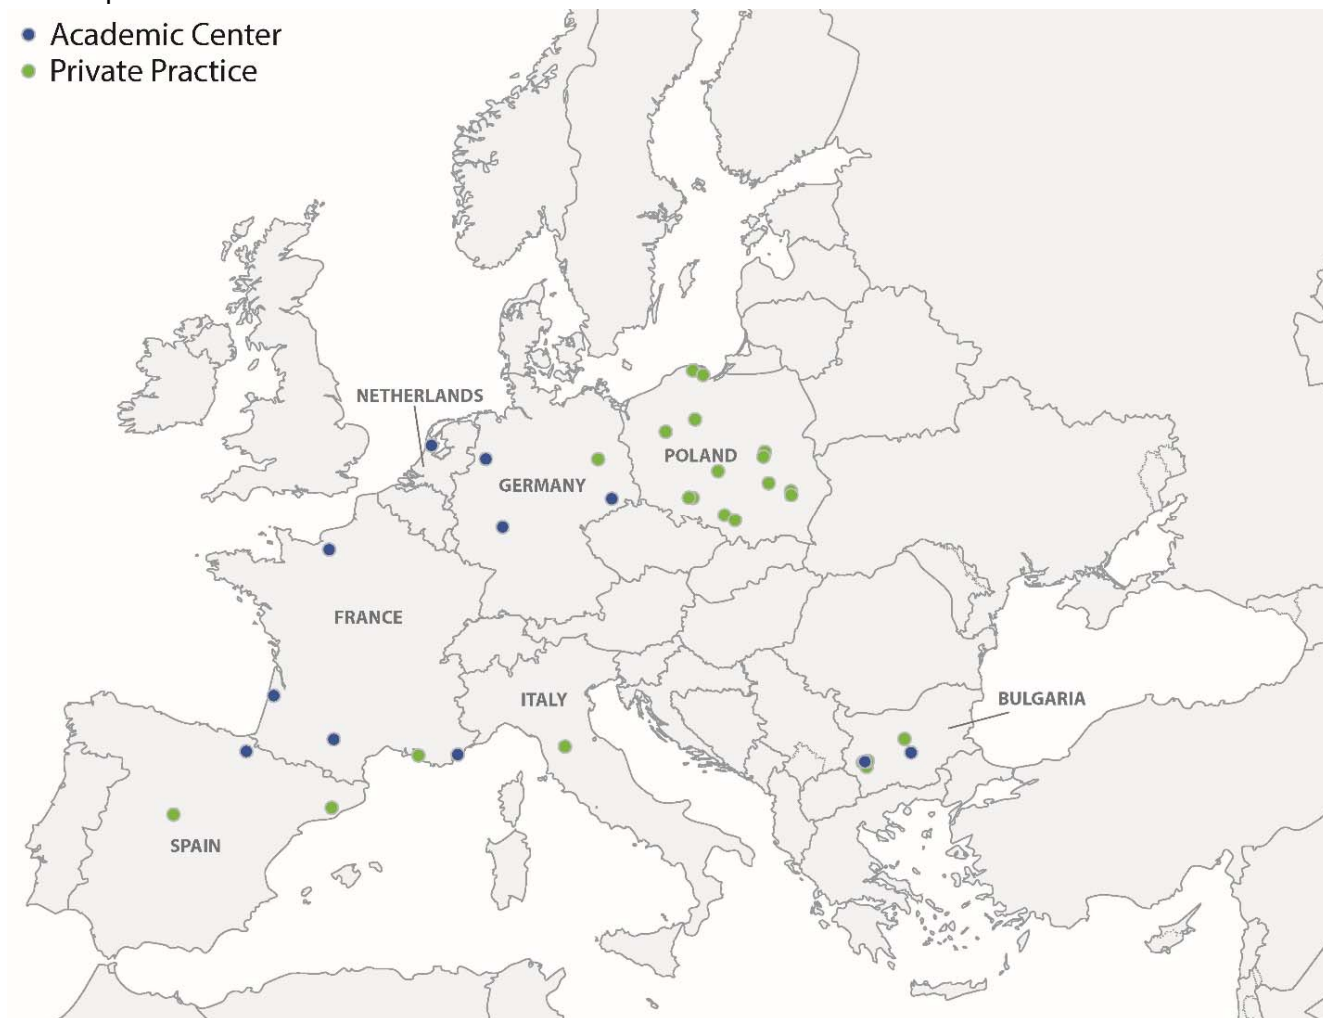 Academic Center
Private Practice
NETHERLANDS
POLAND
GERMANY
FRANCE
ITALY
BULGARIA
SPAIN